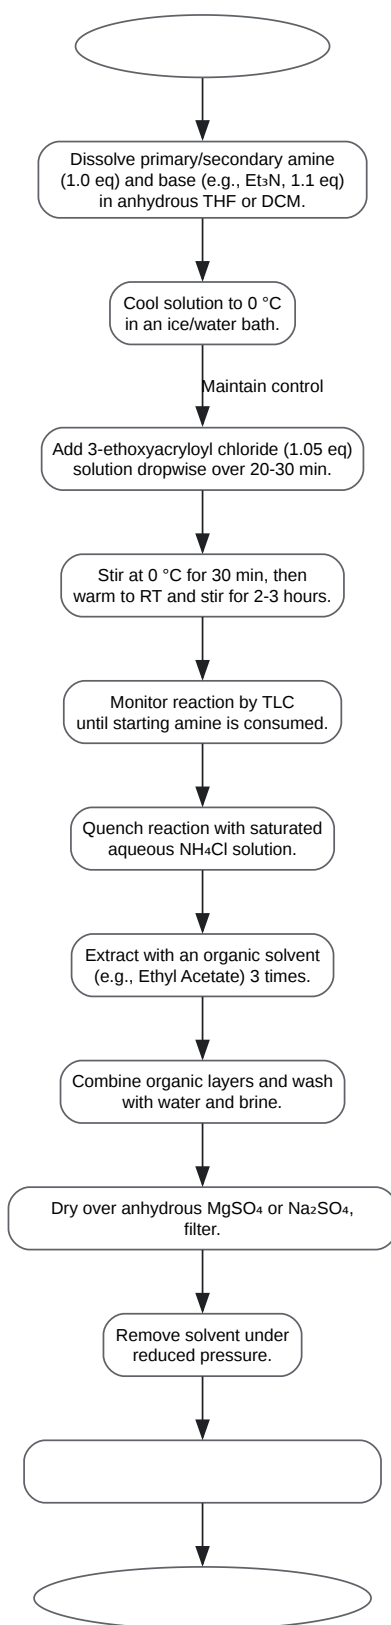 Dissolve primary/secondary amine
(1.0 eq) and base (e.g., Et₃N, 1.1 eq)
in anhydrous THF or DCM.
Cool solution to 0 °C
in an ice/water bath.
Maintain control
Add 3-ethoxyacryloyl chloride (1.05 eq)
solution dropwise over 20-30 min.
Stir at 0 °C for 30 min, then
warm to RT and stir for 2-3 hours.
Monitor reaction by TLC
until starting amine is consumed.
Quench reaction with saturated
aqueous NH₄Cl solution.
Extract with an organic solvent
(e.g., Ethyl Acetate) 3 times.
Combine organic layers and wash
with water and brine.
Dry over anhydrous MgSO₄ or Na₂SO₄,
filter.
Remove solvent under
reduced pressure.